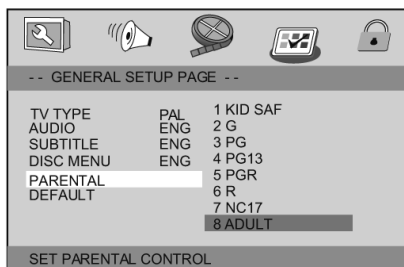 -- GENERAL SETUP PAGE --
TV TYPE PAL
AUDIO ENG
SUBTITLE ENG
DISC MENU ENG
PARENTAL
DEFAULT
1 KID SAF
2 G
3 PG
4 PG13
5 PGR
6 R
7 NC17
8 ADULT
SET PARENTAL CONTROL